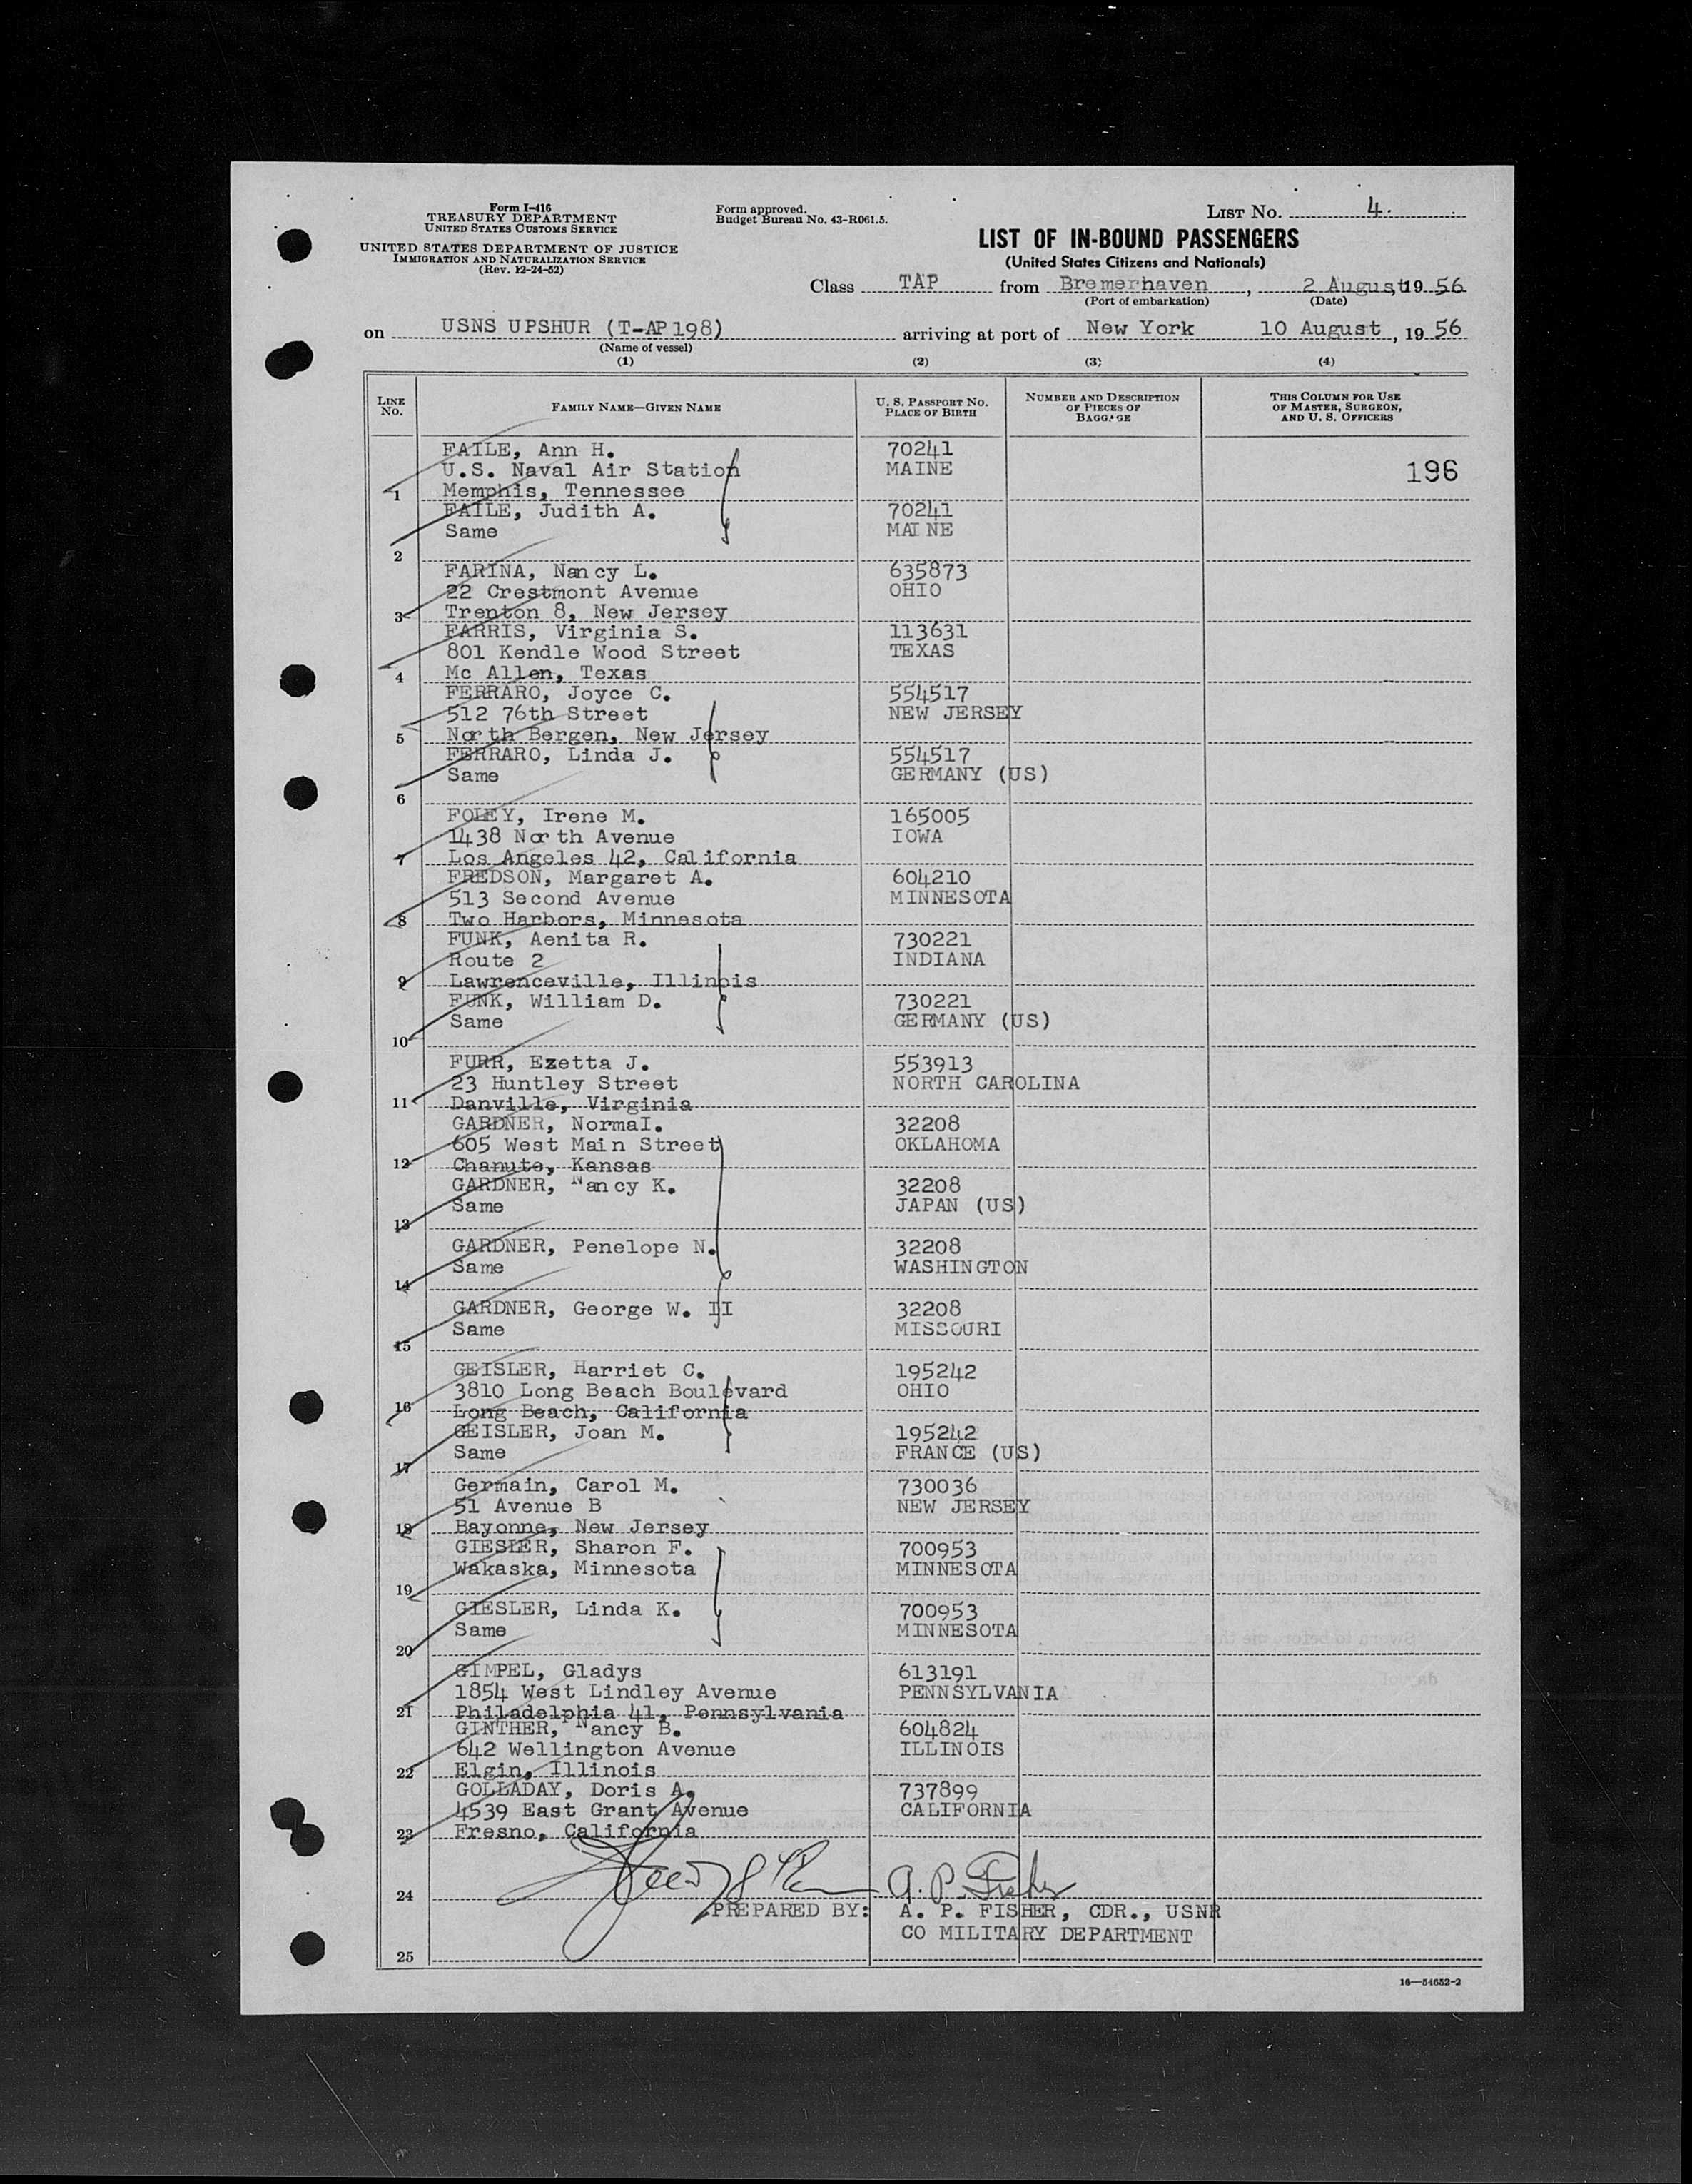 Form I-416
TREASURY DEPARTMENT
UNITED STATES CUSTOMS SERVICE
UNITED STATES DEPARTMENT OF JUSTICE
IMMIGRATION AND NATURALIZATION SERVICE
(Rev. 12-24-52)
Form approved.
Budget Bureau No. 43-R061.5.
LIST NO. 4.
LIST OF IN-BOUND PASSENGERS
(United States Citizens and Nationals)
Class TAP from Bremerhaven, 2 August, 19 56
(Port of embarkation) (Date)
on USNS UPSHUR (T-AP 198) arriving at port of New York 10 August, 19 56
(Name of vessel)
(1) (2) (3) (4)
LINE NO. FAMILY NAME—GIVEN NAME U. S. PASSPORT NO. PLACE OF BIRTH NUMBER AND DESCRIPTION OF PIECES OF BAGGAGE THIS COLUMN FOR USE OF MASTER, SURGEON, AND U. S. OFFICERS
FAILE, Ann H. 70241
U.S. Naval Air Station MAINE 196
1 Memphis, Tennessee
FAILE, Judith A. 70241
Same MAINE
2
FARINA, Nancy L. 635873
22 Crestmont Avenue OHIO
3 Trenton 8, New Jersey
FARRIS, Virginia S. 113631
801 Kendle Wood Street TEXAS
4 Mc Allen, Texas
FERRARO, Joyce C. 554517
512 76th Street NEW JERSEY
5 North Bergen, New Jersey
FERRARO, Linda J. 554517
Same GERMANY (US)
6
FOLEY, Irene M. 165005
1438 North Avenue IOWA
7 Los Angeles 42, California
FREDSON, Margaret A. 604210
513 Second Avenue MINNESOTA
8 Two Harbors, Minnesota
FUNK, Aenita R. 730221
Route 2 INDIANA
9 Lawrenceville, Illinois
FUNK, William D. 730221
Same GERMANY (US)
10
FURR, Ezetta J. 553913
23 Huntley Street NORTH CAROLINA
11 Danville, Virginia
GARDNER, NormaI. 32208
605 West Main Street OKLAHOMA
12 Chanute, Kansas
GARDNER, Nancy K. 32208
Same JAPAN (US)
13
GARDNER, Penelope N. 32208
Same WASHINGTON
14
GARDNER, George W. II 32208
Same MISSOURI
15
GEISLER, Harriet C. 195242
3810 Long Beach Boulevard OHIO
16 Long Beach, California
GEISLER, Joan M. 195242
Same FRANCE (US)
17
Germain, Carol M. 730036
51 Avenue B NEW JERSEY
18 Bayonne, New Jersey
GIESLER, Sharon F. 700953
Wakaska, Minnesota MINNESOTA
19
GIESLER, Linda K. 700953
Same MINNESOTA
20
GIMPEL, Gladys 613191
1854 West Lindley Avenue PENNSYLVANIA
21 Philadelphia 41, Pennsylvania
GINTHER, Nancy B. 604824
642 Wellington Avenue ILLINOIS
22 Elgin, Illinois
GOLLADAY, Doris A. 737899
4539 East Grant Avenue CALIFORNIA
23 Fresno, California
A. P. Fisher
24
PREPARED BY: A. P. FISHER, CDR., USNR
CO MILITARY DEPARTMENT
25
16—54652-2